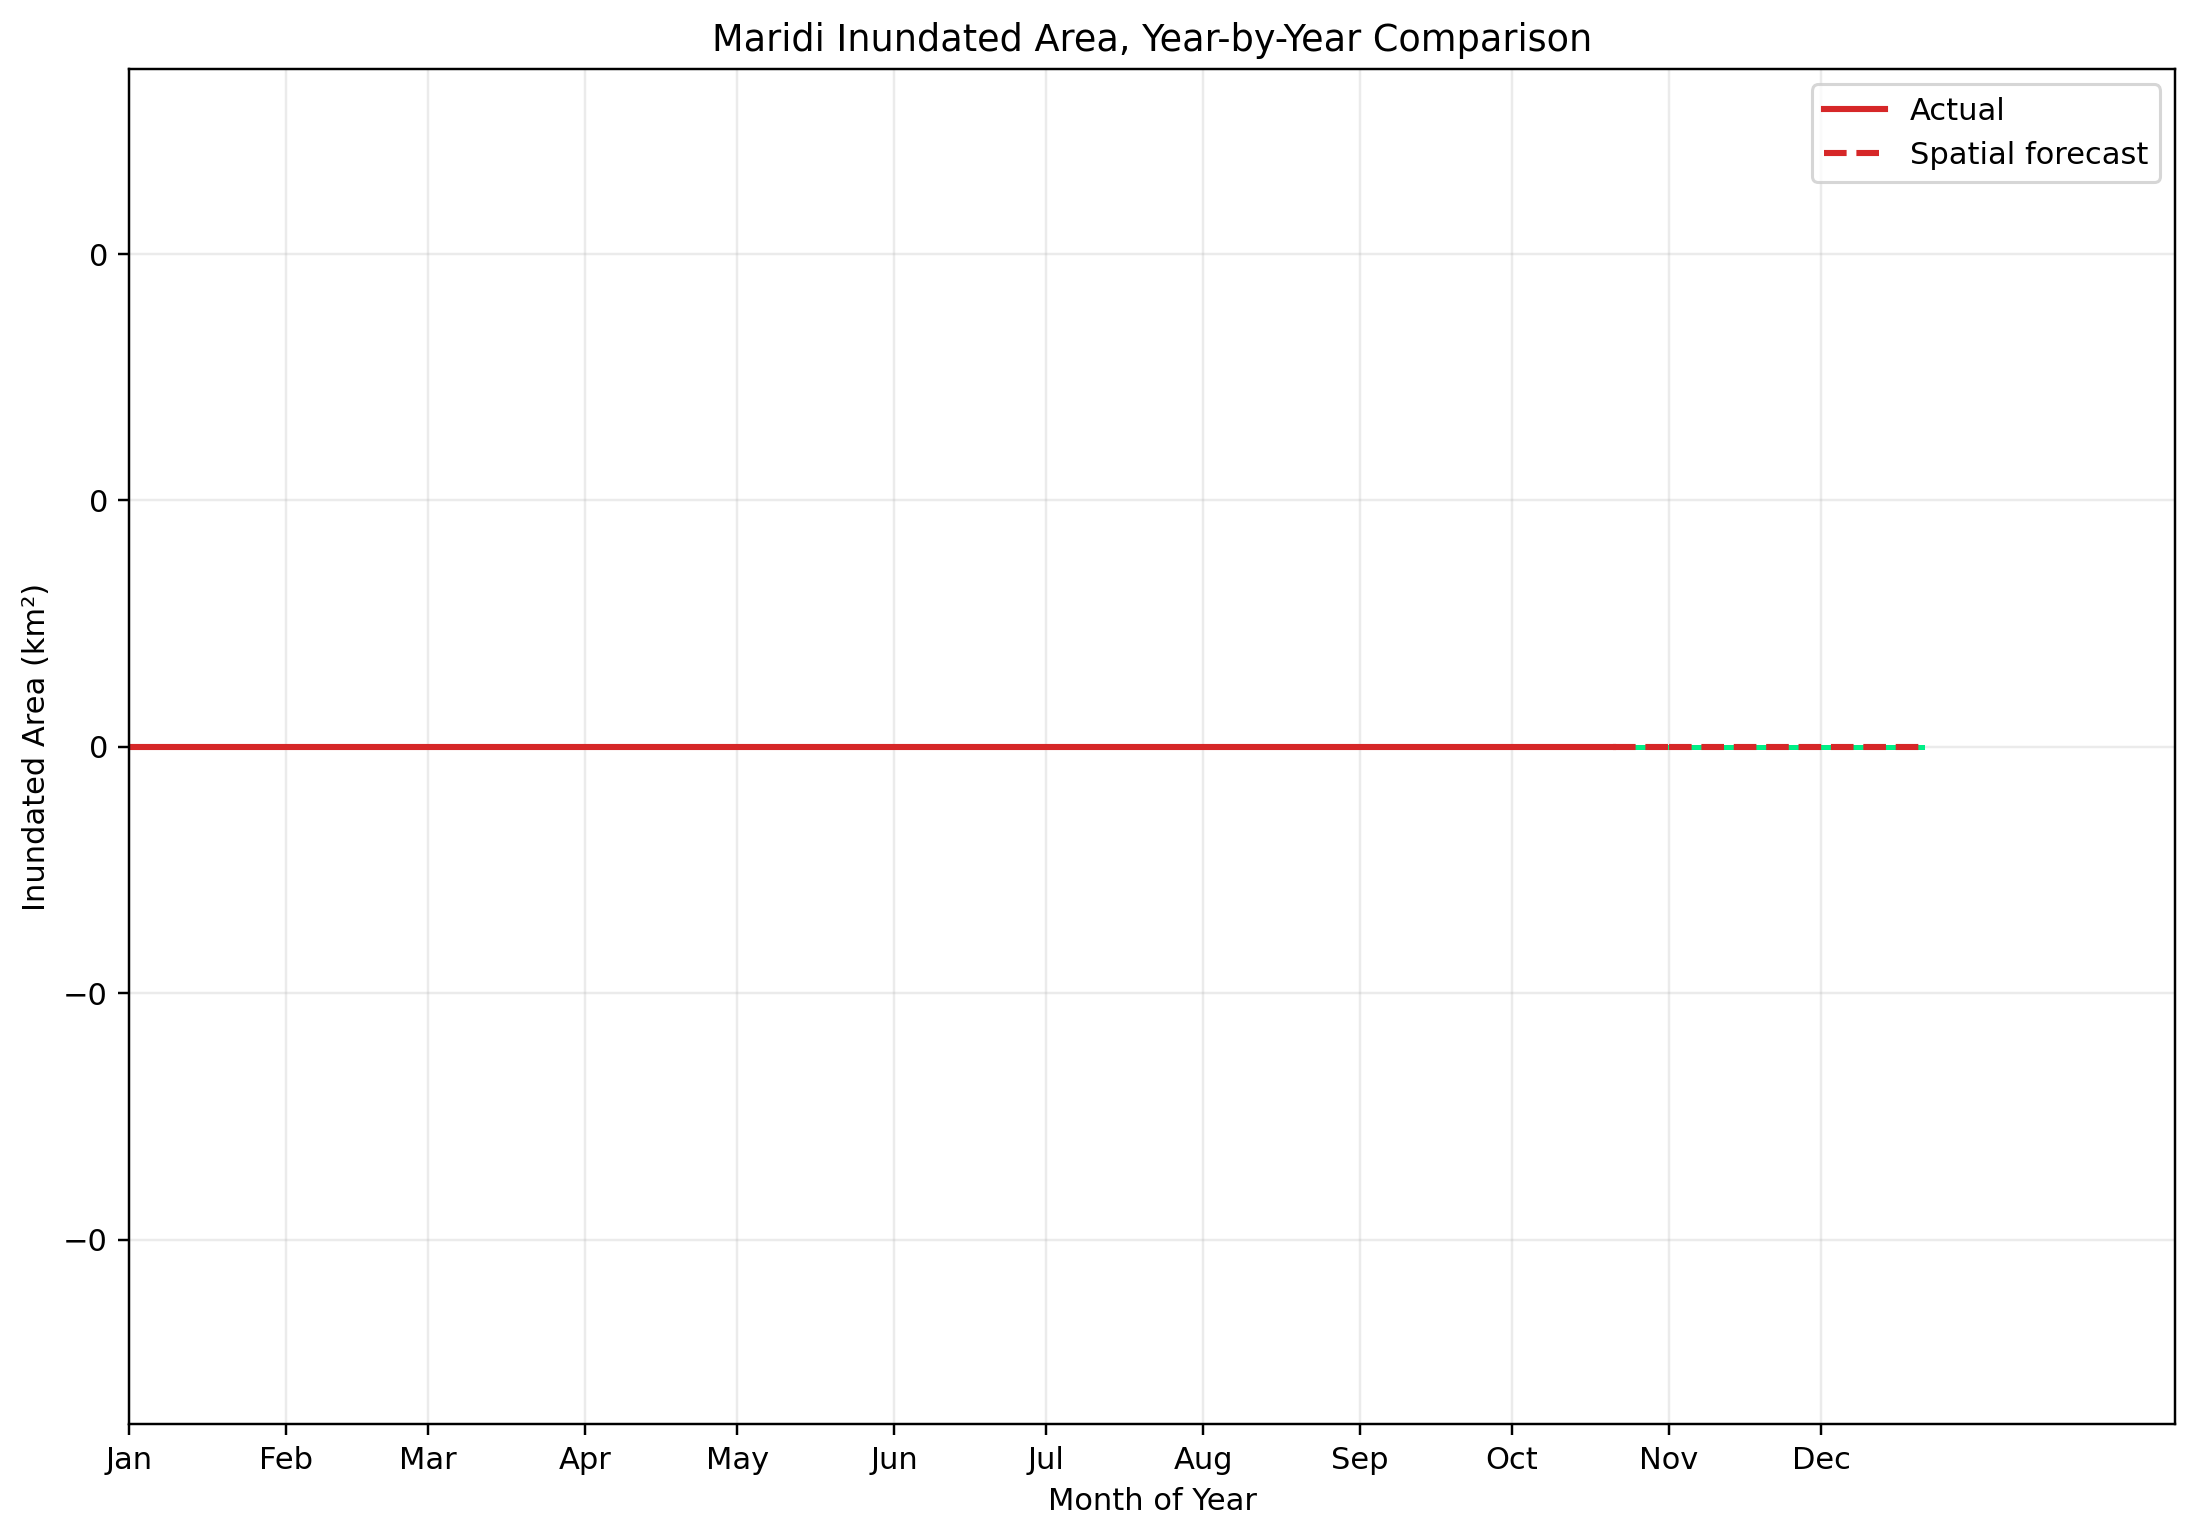 Maridi Inundated Area, Year-by-Year Comparison
Actual
Spatial forecast
0
0
0
−0
−0
Inundated Area (km²)
Jan Feb Mar Apr May Jun Jul Aug Sep Oct Nov Dec
Month of Year